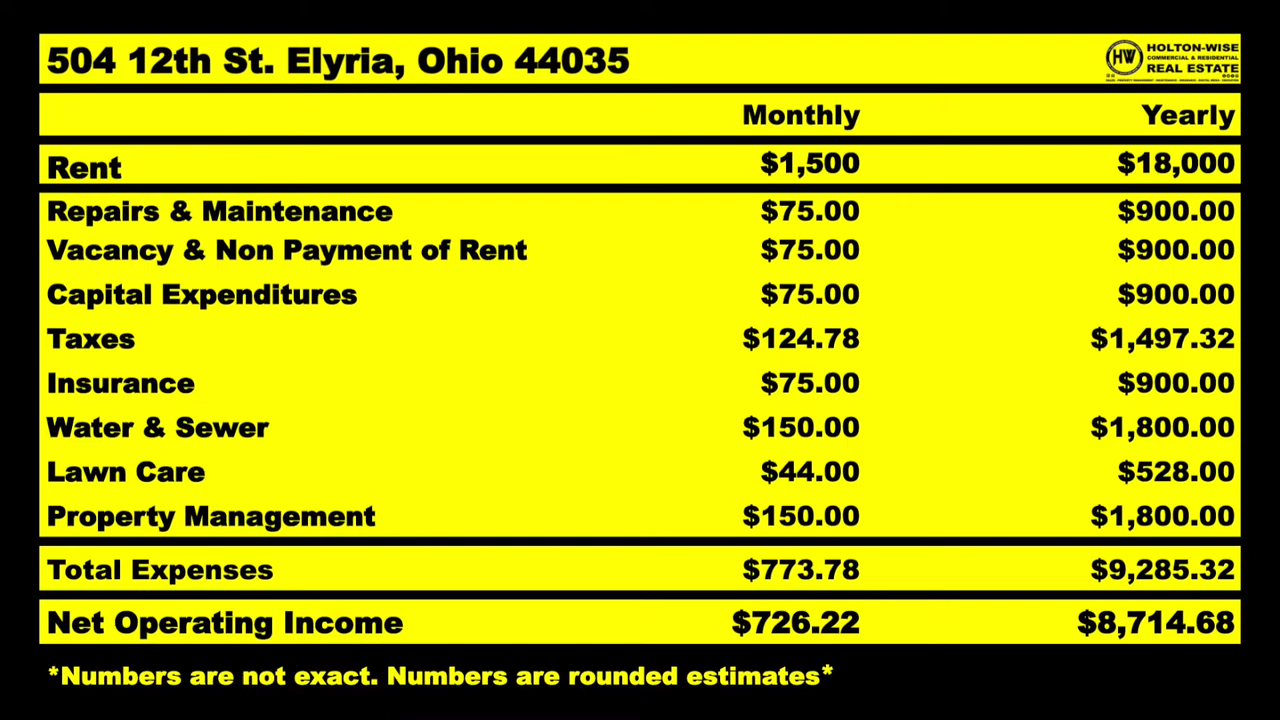 504 12th St. Elyria, Ohio 44035
HW
HOLTON-WISE
COMMERCIAL & RESIDENTIAL
REAL ESTATE
Monthly Yearly
Rent $1,500 $18,000
Repairs & Maintenance $75.00 $900.00
Vacancy & Non Payment of Rent $75.00 $900.00
Capital Expenditures $75.00 $900.00
Taxes $124.78 $1,497.32
Insurance $75.00 $900.00
Water & Sewer $150.00 $1,800.00
Lawn Care $44.00 $528.00
Property Management $150.00 $1,800.00
Total Expenses $773.78 $9,285.32
Net Operating Income $726.22 $8,714.68
*Numbers are not exact. Numbers are rounded estimates*